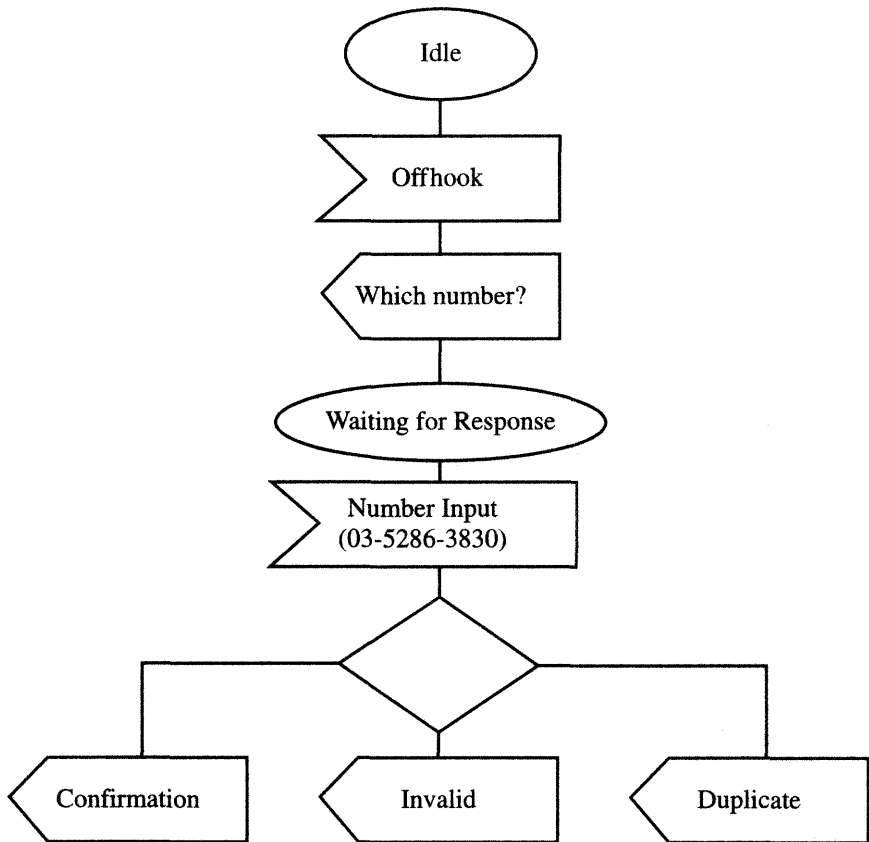 Idle
Offhook
Which number?
Waiting for Response
Number Input
(03-5286-3830)
Confirmation
Invalid
Duplicate